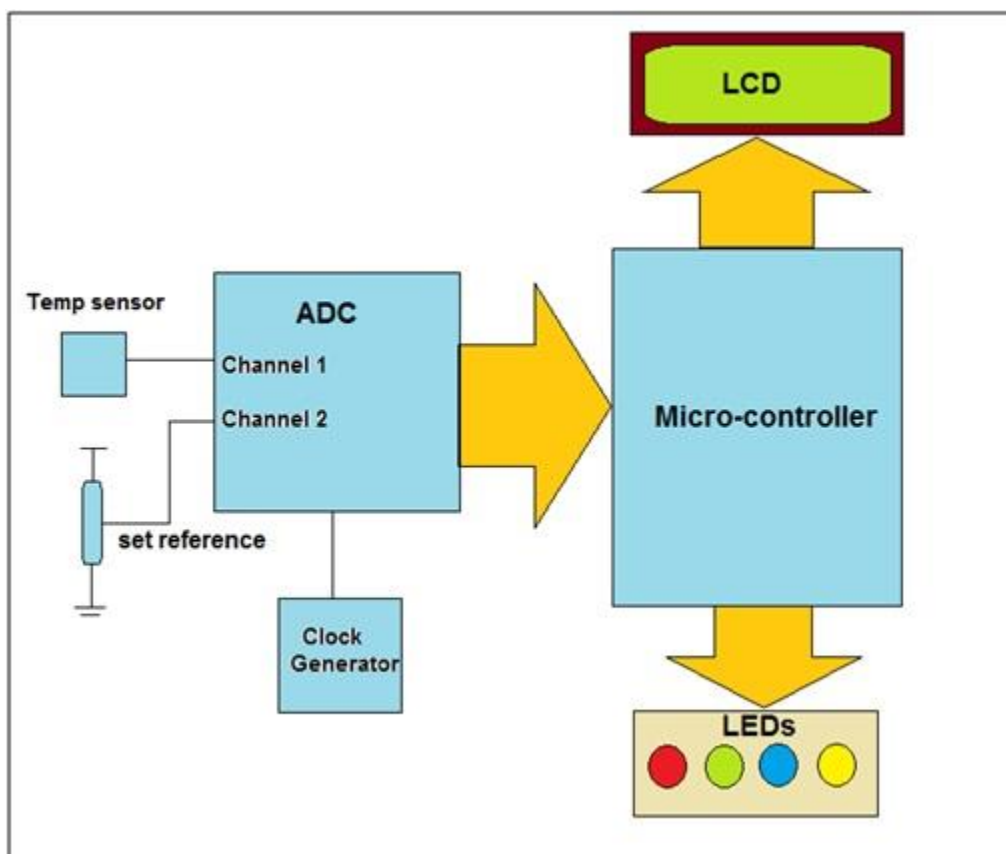 LCD
Temp sensor
ADC
Channel 1
Channel 2
Micro-controller
set reference
Clock
Generator
LEDs